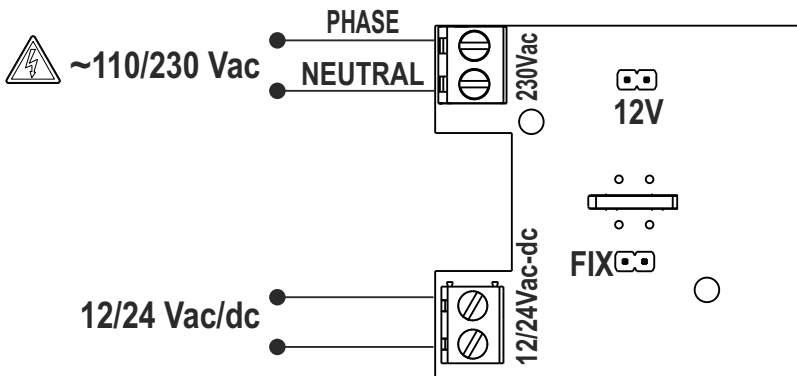 PHASE
~110/230 Vac
NEUTRAL
230Vac
12V
FIX
12/24 Vac/dc
12/24Vac-dc